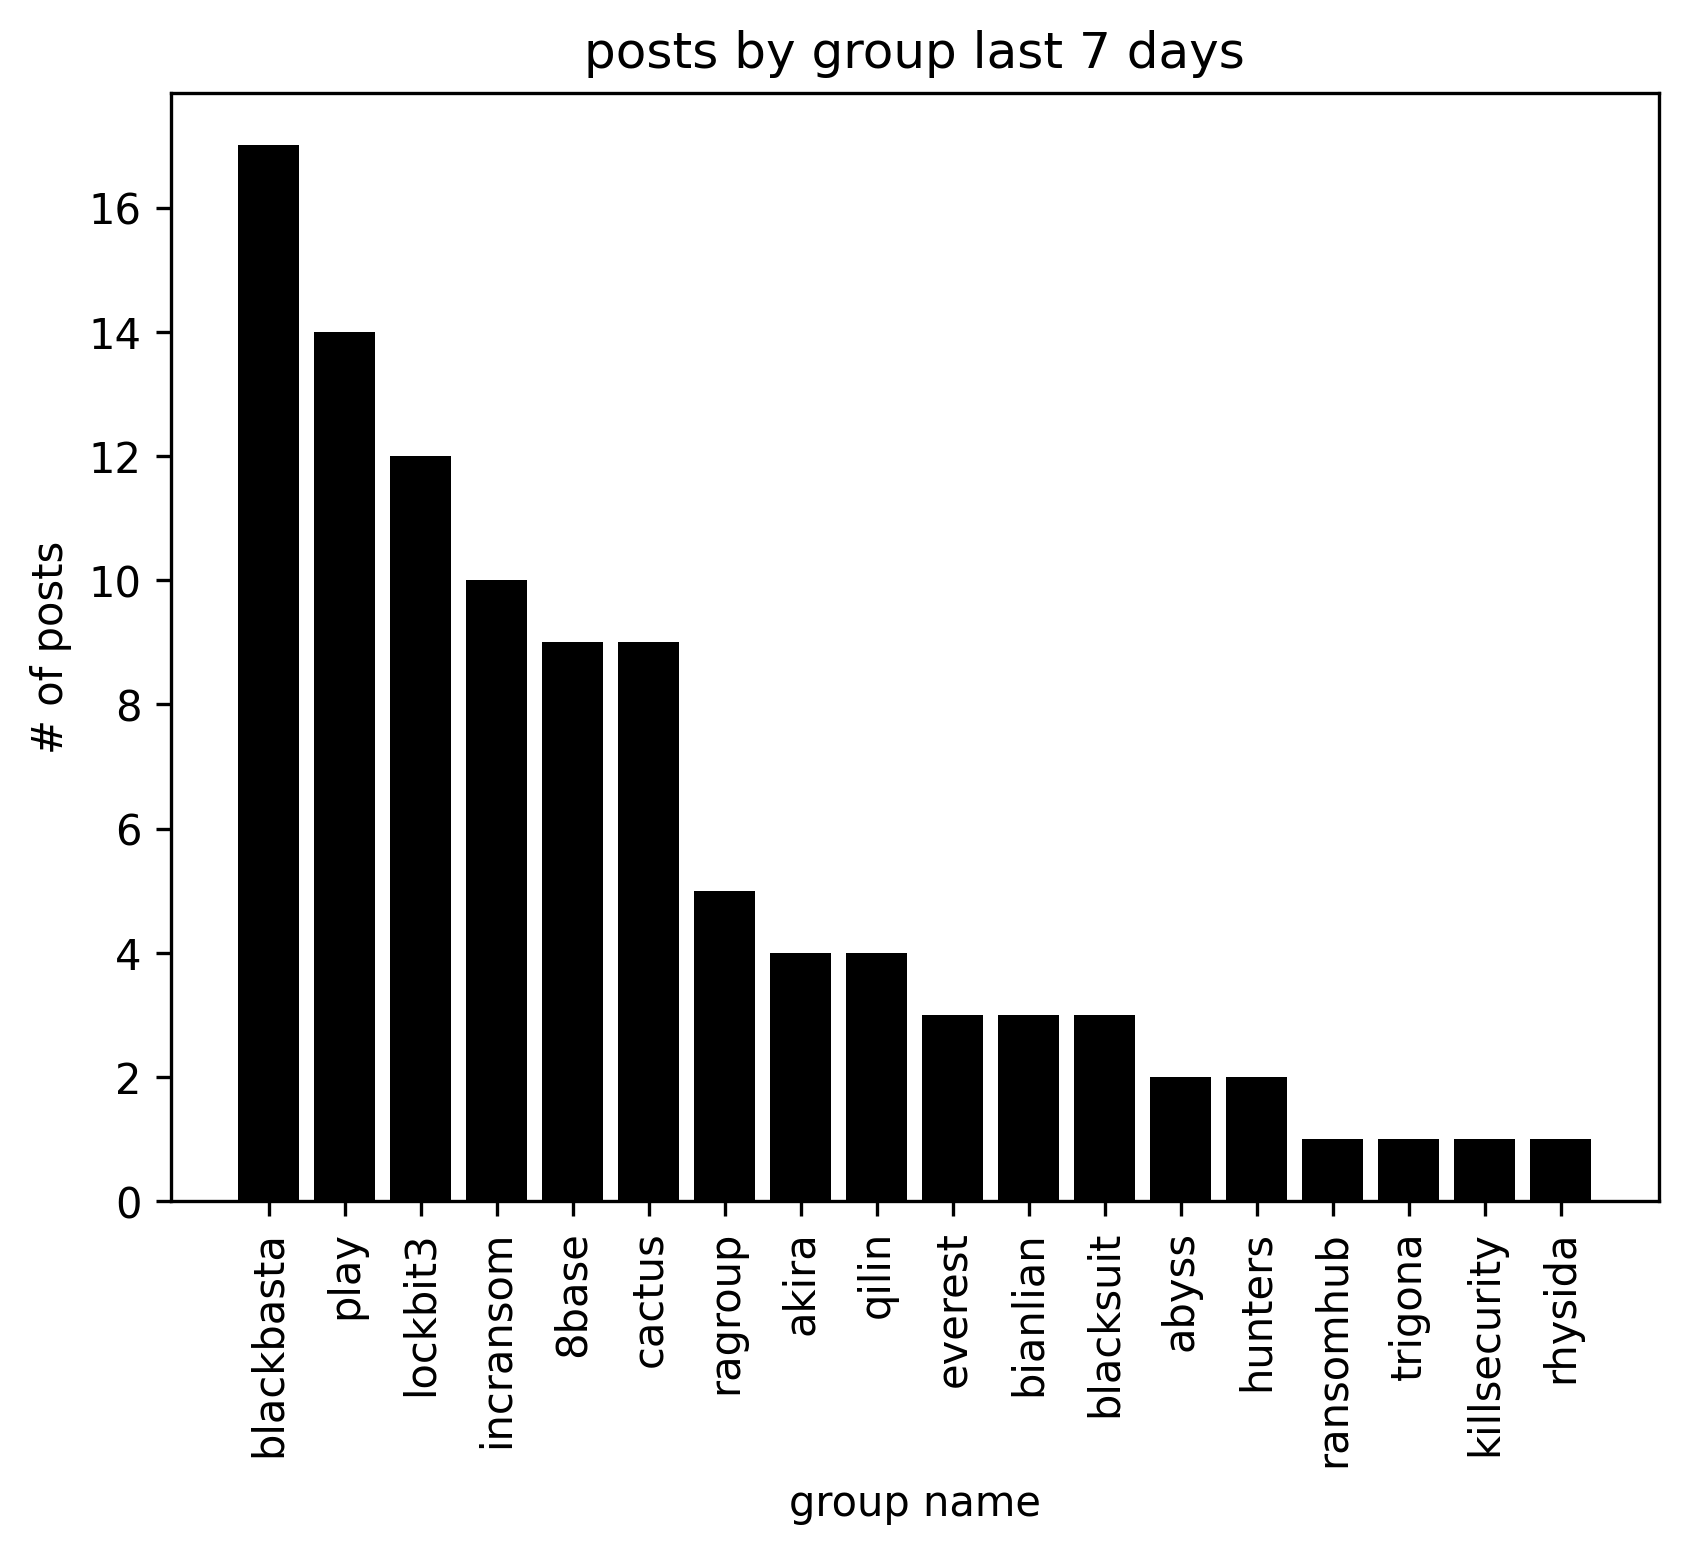 posts by group last 7 days
# of posts
16
14
12
10
8
6
4
2
0
blackbasta
play
lockbit3
incransom
8base
cactus
ragroup
akira
qilin
everest
bianlian
blacksuit
abyss
hunters
ransomhub
trigona
killsecurity
rhysida
group name